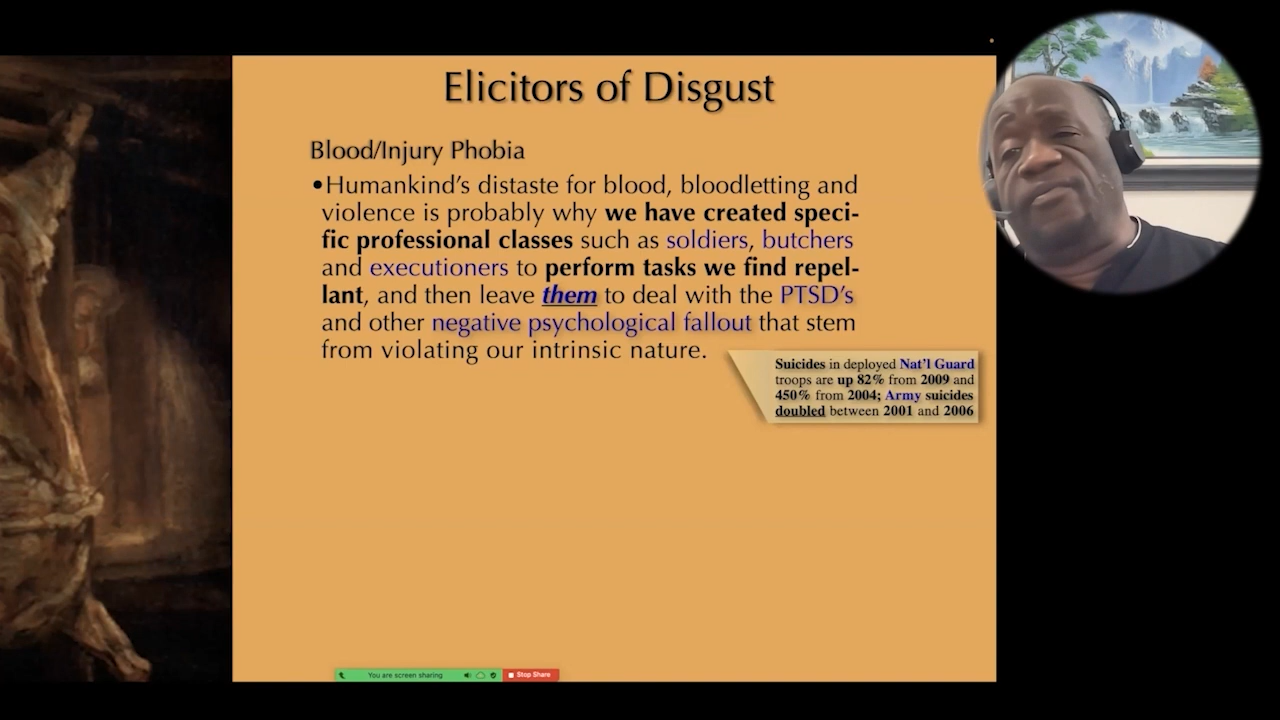 Elicitors of Disgust
Blood/Injury Phobia
•Humankind's distaste for blood, bloodletting and
violence is probably why we have created speci-
fic professional classes such as soldiers, butchers
and executioners to perform tasks we find repel-
lant, and then leave them to deal with the PTSD's
and other negative psychological fallout that stem
from violating our intrinsic nature.
Suicides in deployed Nat'l Guard
troops are up 82% from 2009 and
450% from 2004; Army suicides
doubled between 2001 and 2006
You are screen sharing
Stop Share